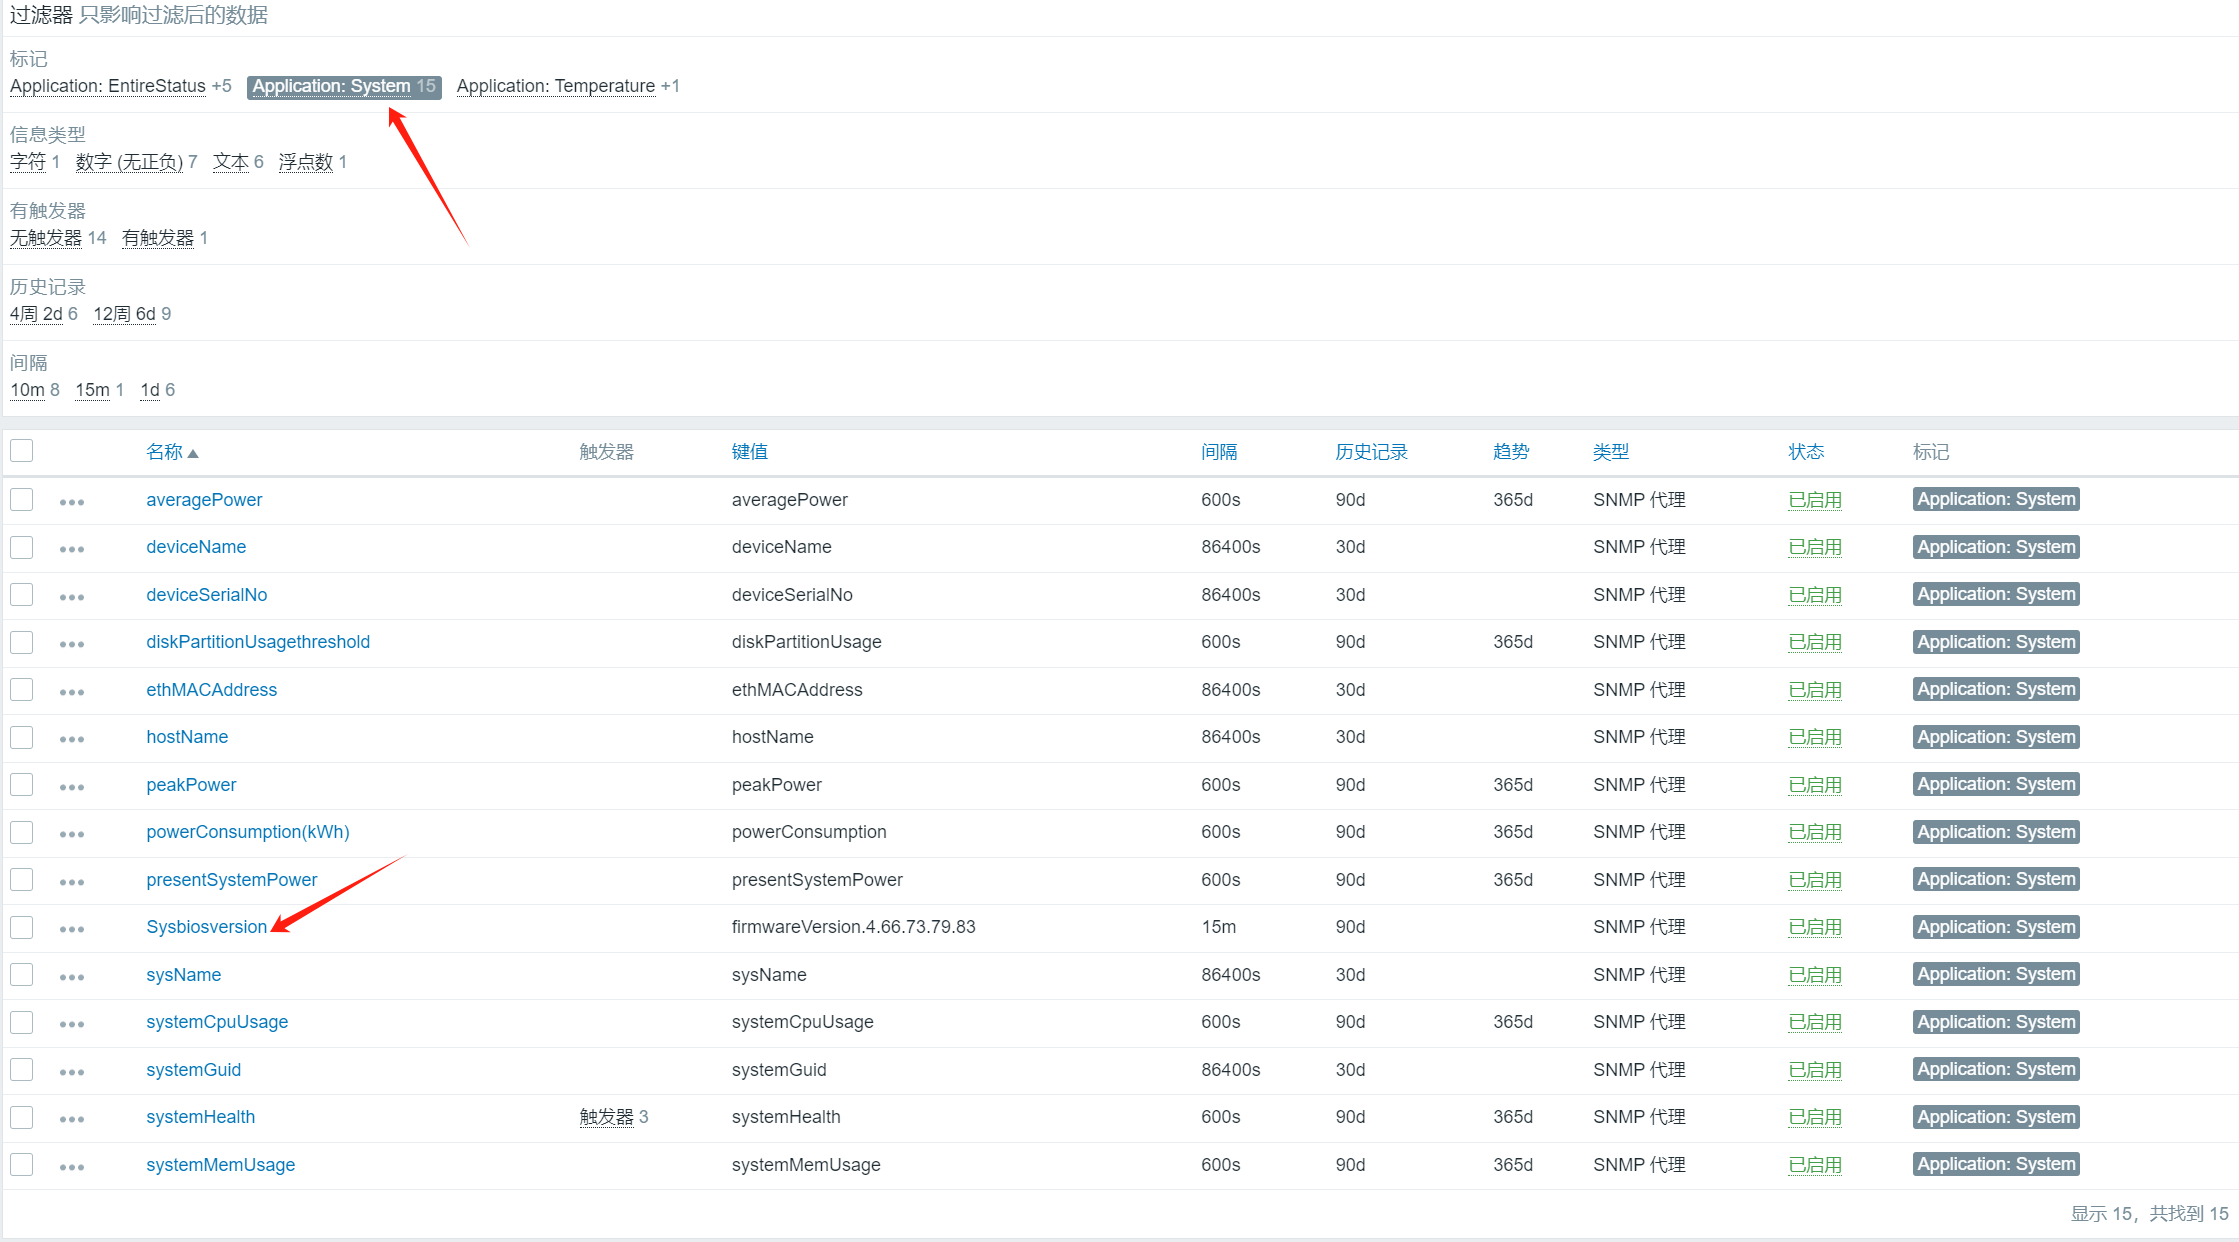 过滤器 只影响过滤后的数据
标记
Application: EntireStatus +5 Application: System 15 Application: Temperature +1
信息类型
字符 1 数字 (无正负) 7 文本 6 浮点数 1
有触发器
无触发器 14 有触发器 1
历史记录
4周 2d 6 12周 6d 9
间隔
10m 8 15m 1 1d 6
名称 触发器 键值 间隔 历史记录 趋势 类型 状态 标记
averagePower averagePower 600s 90d 365d SNMP 代理 已启用 Application: System
deviceName deviceName 86400s 30d SNMP 代理 已启用 Application: System
deviceSerialNo deviceSerialNo 86400s 30d SNMP 代理 已启用 Application: System
diskPartitionUsagethreshold diskPartitionUsage 600s 90d 365d SNMP 代理 已启用 Application: System
ethMACAddress ethMACAddress 86400s 30d SNMP 代理 已启用 Application: System
hostName hostName 86400s 30d SNMP 代理 已启用 Application: System
peakPower peakPower 600s 90d 365d SNMP 代理 已启用 Application: System
powerConsumption(kWh) powerConsumption 600s 90d 365d SNMP 代理 已启用 Application: System
presentSystemPower presentSystemPower 600s 90d 365d SNMP 代理 已启用 Application: System
Sysbiosversion firmwareVersion.4.66.73.79.83 15m 90d SNMP 代理 已启用 Application: System
sysName sysName 86400s 30d SNMP 代理 已启用 Application: System
systemCpuUsage systemCpuUsage 600s 90d 365d SNMP 代理 已启用 Application: System
systemGuid systemGuid 86400s 30d SNMP 代理 已启用 Application: System
systemHealth 触发器 3 systemHealth 600s 90d 365d SNMP 代理 已启用 Application: System
systemMemUsage systemMemUsage 600s 90d 365d SNMP 代理 已启用 Application: System
显示 15，共找到 15